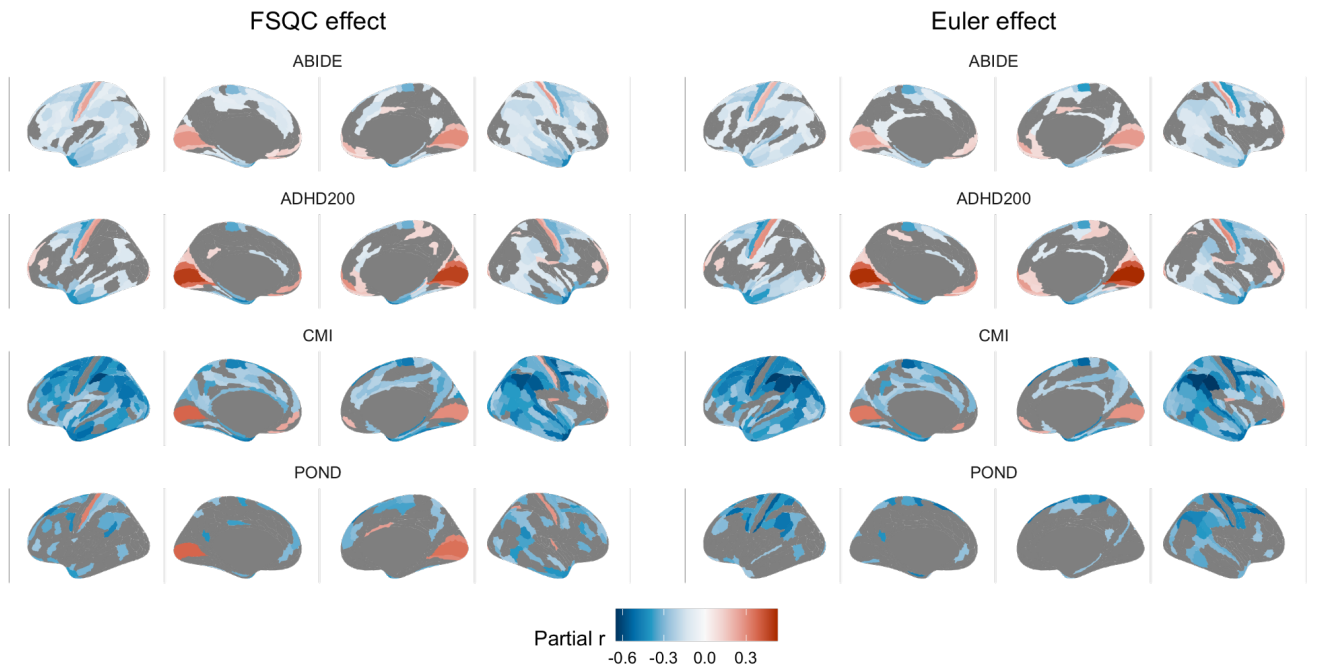 FSQC effect
Euler effect
ABIDE
ABIDE
ADHD200
ADHD200
CMI
CMI
POND
POND
Partial r
-0.6 -0.3 0.0 0.3